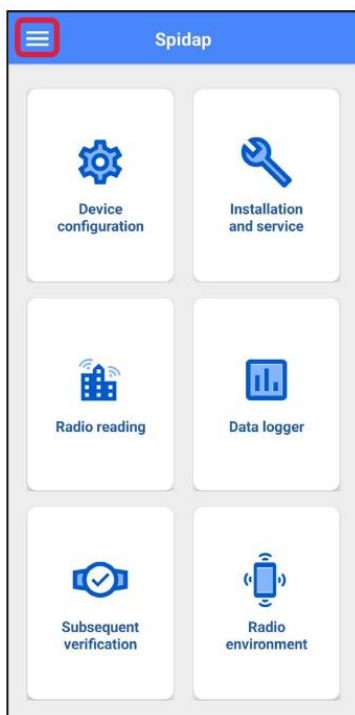 Spidap
Device
configuration
Installation
and service
Radio reading
Data logger
Subsequent
verification
Radio
environment